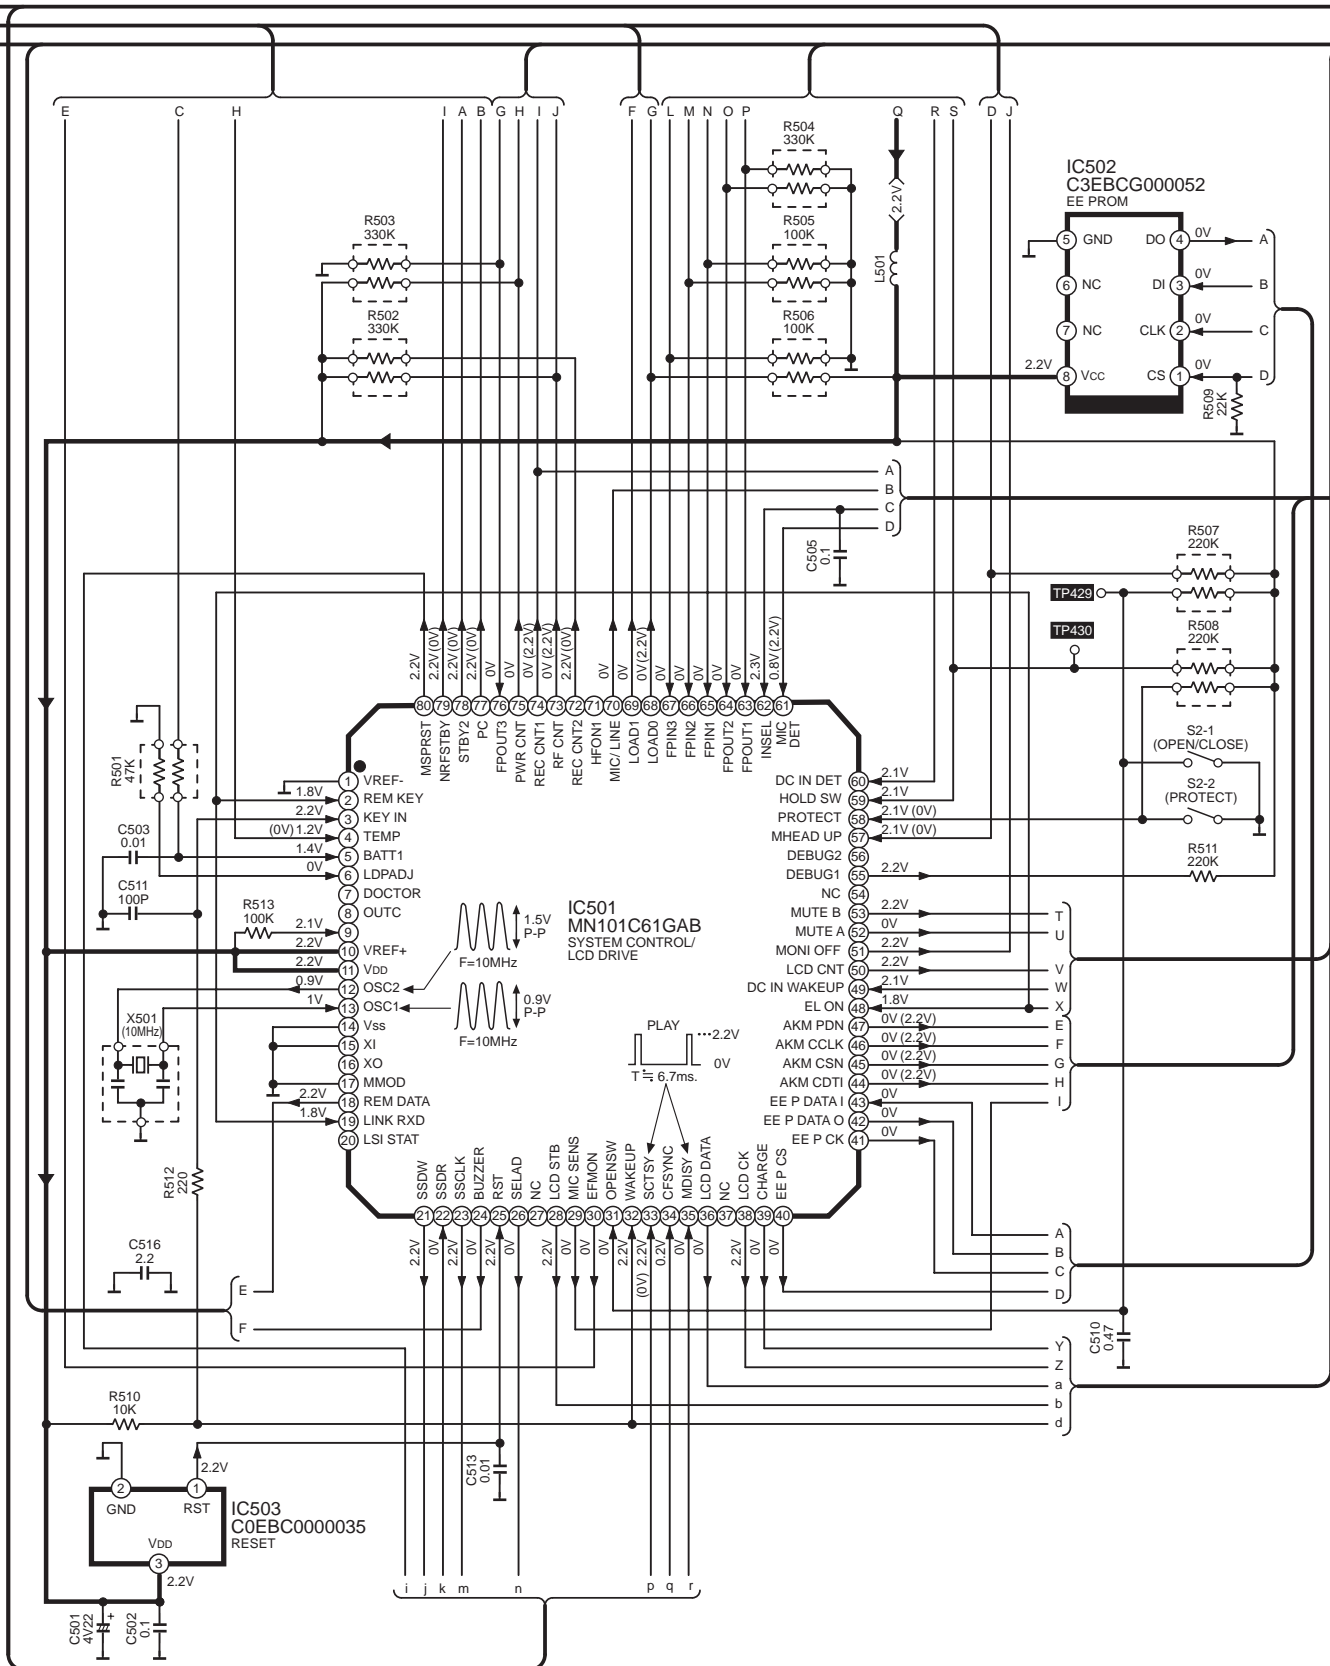 E C H I A B G H I J F G L M N O P Q R S D J
R504
330K
2.2V
L501
R503
330K
R502
330K
R505
100K
R506
100K
IC502
C3EBCG000052
EE PROM
5 GND DO 4 0V A
6 NC DI 3 0V B
7 NC CLK 2 0V C
2.2V 8 VCC CS 1 0V D
R509
22K
A
B
C
D
C505
0.1
R507
220K
TP429
TP430
R508
220K
S2-1
(OPEN/CLOSE)
S2-2
(PROTECT)
R511
220K
2.2V 2.2V(0V) 2.2V(0V) 2.2V(0V) 0V 0V 0V (2.2V) 0V (2.2V) 2.2V(0V) 0V 0V 0V (2.2V) 0V 0V 0V 0V 0V 2.3V 0.8V (2.2V)
80 79 78 77 76 75 74 73 72 71 70 69 68 67 66 65 64 63 62 61
MSPRST NRFSTBY STBY2 PC FPOUT3 PWR CNT REC CNT1 RF CNT REC CNT2 HFON1 MIC/ LINE LOAD1 LOAD0 FPIN3 FPIN2 FPIN1 FPOUT2 FPOUT1 INSEL MIC DET
R501
47K
C503
0.01
C511
100P
R513
100K
1 VREF-
1.8V 2 REM KEY
2.2V 3 KEY IN
(0V) 1.2V 4 TEMP
1.4V 5 BATT1
0V 6 LDPADJ
7 DOCTOR
8 OUTC
2.1V 9
2.2V 10 VREF+
2.2V 11 VDD
0.9V 12 OSC2
1V 13 OSC1
14 Vss
15 XI
16 XO
17 MMOD
2.2V 18 REM DATA
1.8V 19 LINK RXD
20 LSI STAT
X501
(10MHz)
IC501
MN101C61GAB
SYSTEM CONTROL/
LCD DRIVE
1.5V
P-P
F=10MHz
0.9V
P-P
F=10MHz
PLAY
2.2V
0V
T≒ 6.7ms.
DC IN DET 60 2.1V
HOLD SW 59 2.1V
PROTECT 58 2.1V (0V)
MHEAD UP 57 2.1V (0V)
DEBUG2 56
DEBUG1 55 2.2V
NC 54
MUTE B 53 2.2V T
MUTE A 52 0V U
MONI OFF 51 2.2V
LCD CNT 50 2.2V V
DC IN WAKEUP 49 2.1V W
EL ON 48 1.8V X
AKM PDN 47 0V (2.2V) E
AKM CCLK 46 0V (2.2V) F
AKM CSN 45 0V (2.2V) G
AKM CDTI 44 0V (2.2V) H
EE P DATA I 43 0V I
EE P DATA O 42 0V
EE P CK 41 0V
SSDW SSDR SSCLK BUZZER RST SELAD NC LCD STB MIC SENS EFMON OPENSW WAKEUP SCTSY CFSYNC MDISY LCD DATA NC LCD CK CHARGE EE P CS
21 22 23 24 25 26 27 28 29 30 31 32 33 34 35 36 37 38 39 40
2.2V 0V 2.2V 0V 2.2V 0V 2.2V 0V 0V 0V 2.2V (0V) 2.2V 0.2V 0V 0V 2.2V 0V 0V
R512
220
C516
2.2
E
F
A
B
C
D
C510
0.47
Y
Z
a
b
d
R510
10K
C513
0.01
2.2V
2 1
GND RST
VDD
3
2.2V
IC503
C0EBC0000035
RESET
C501
4V22
+
C502
0.1
i j k m n p q r